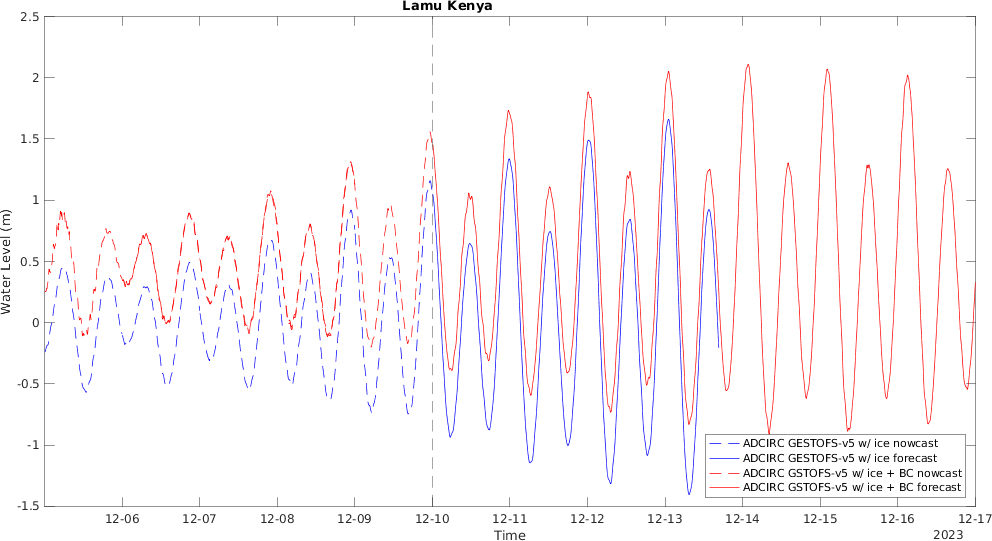 Lamu Kenya
2.5
2
1.5
1
0.5
0
-0.5
-1
-1.5
Water Level (m)
12-06 12-07 12-08 12-09 12-10 12-11 12-12 12-13 12-14 12-15 12-16 12-17
Time
2023
ADCIRC GESTOFS-v5 w/ ice nowcast
ADCIRC GESTOFS-v5 w/ ice forecast
ADCIRC GSTOFS-v5 w/ ice + BC nowcast
ADCIRC GSTOFS-v5 w/ ice + BC forecast